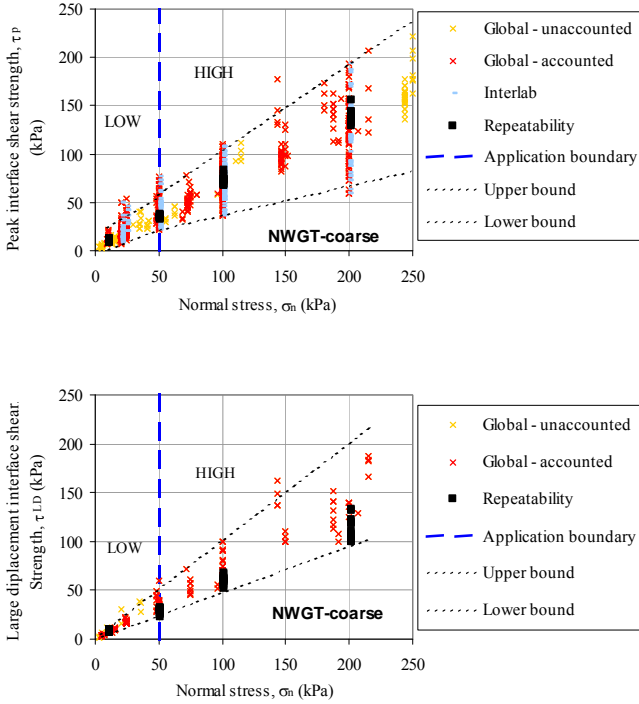 Peak interface shear strength, τp
(kPa)
250
200
150
100
50
0
0 50 100 150 200 250
LOW
HIGH
NWGT-coarse
Normal stress, σn (kPa)
Global - unaccounted
Global - accounted
Interlab
Repeatability
Application boundary
Upper bound
Lower bound
Large diplacement interface shear.
Strength, τLD (kPa)
250
200
150
100
50
0
0 50 100 150 200 250
LOW
HIGH
NWGT-coarse
Normal stress, σn (kPa)
Global - unaccounted
Global - accounted
Repeatability
Application boundary
Upper bound
Lower bound